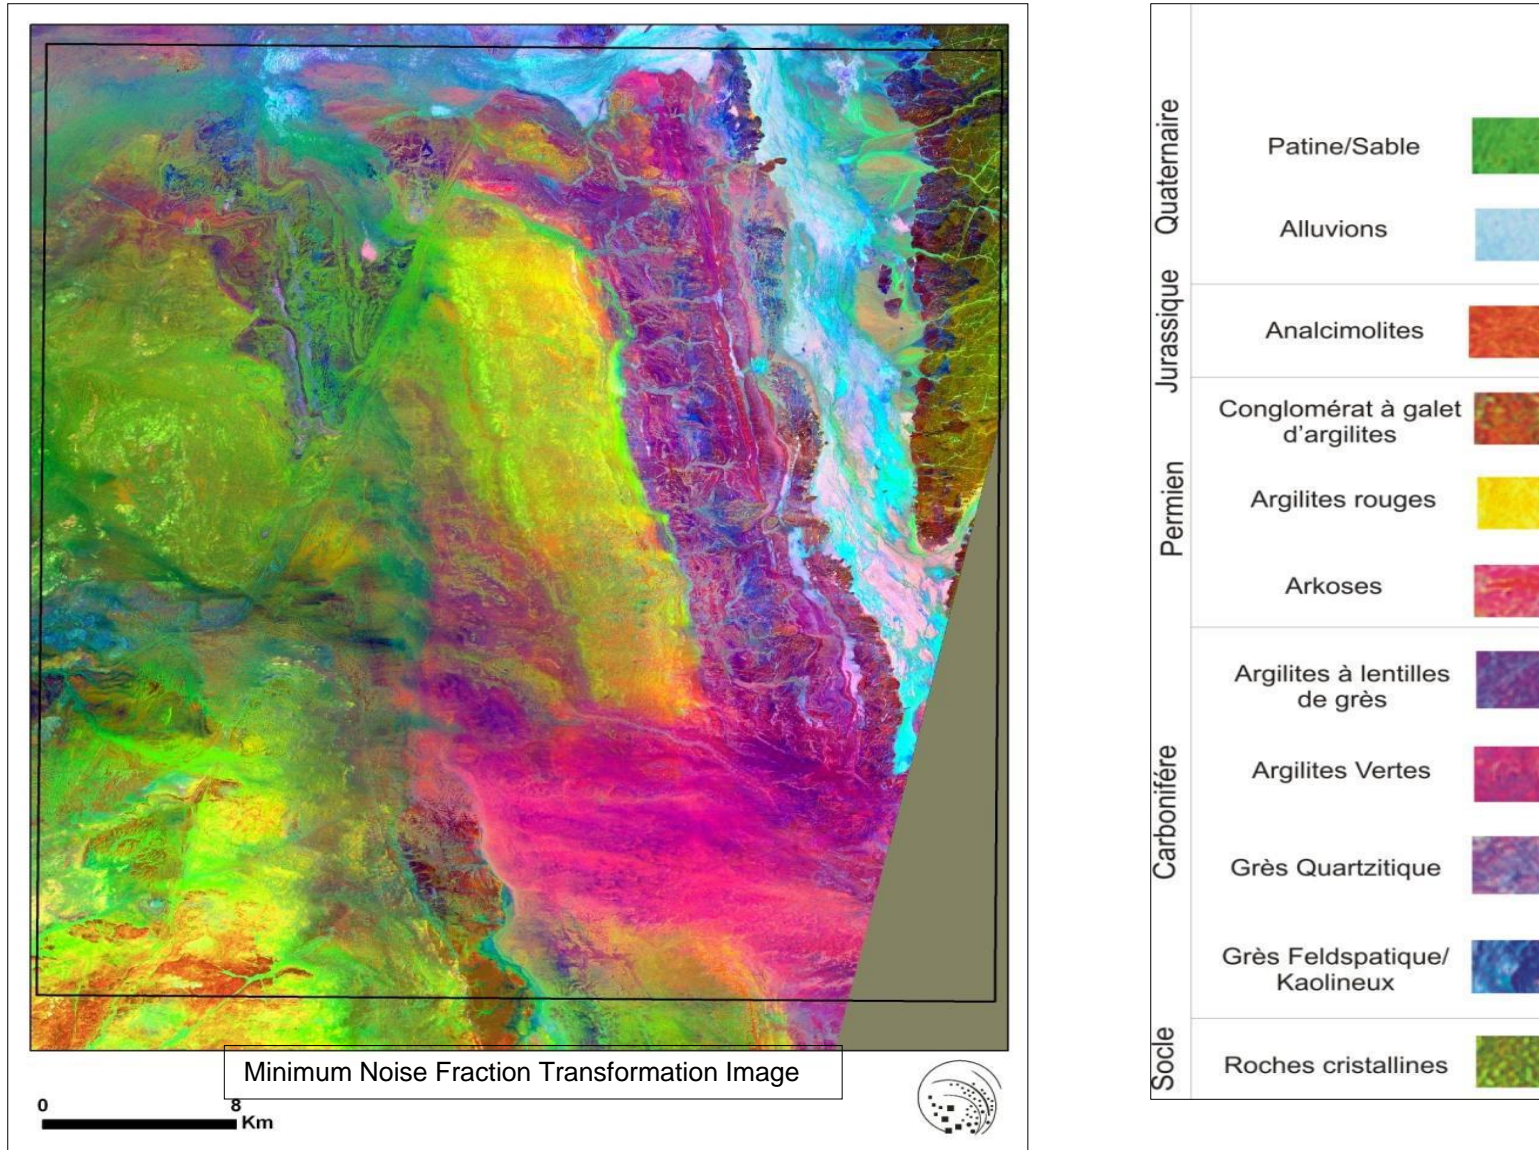 Minimum Noise Fraction Transformation Image
0 8
Km
Quaternaire
Patine/Sable
Alluvions
Jurassique
Analcimolites
Permien
Conglomérat à galet
d'argilites
Argilites rouges
Arkoses
Carbonifére
Argilites à lentilles
de grès
Argilites Vertes
Grès Quartzitique
Grès Feldspatique/
Kaolineux
Socle
Roches cristallines